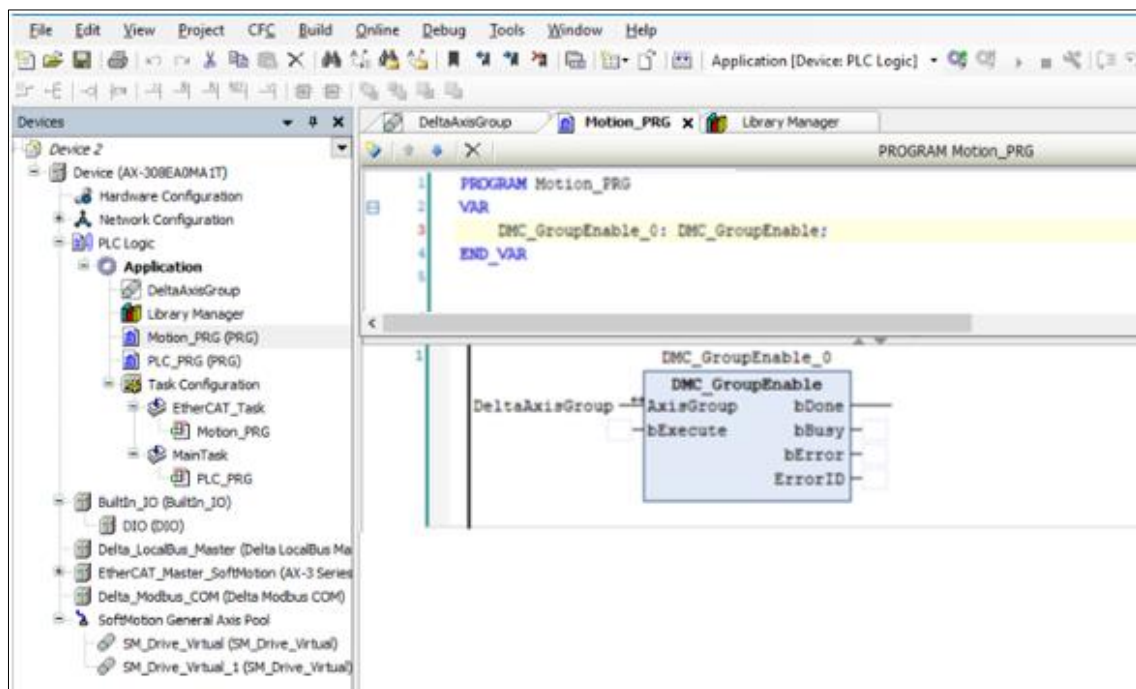 File Edit View Project CFC Build Online Debug Tools Window Help
Application [Device: PLC Logic]
Devices
DeltaAxisGroup Motion_PRG Library Manager
Device 2
PROGRAM Motion_PRG
Device (AX-308EA0MA1T)
Hardware Configuration
Network Configuration
PLC Logic
Application
DeltaAxisGroup
Library Manager
Motion_PRG (PRG)
PLC_PRG (PRG)
Task Configuration
EtherCAT_Task
Motion_PRG
MainTask
PLC_PRG
BuiltIn_IO (BuiltIn_IO)
DIO (DIO)
Delta_LocalBus_Master (Delta LocalBus Ma
EtherCAT_Master_SoftMotion (AX-3 Series
Delta_Modbus_COM (Delta Modbus COM)
SoftMotion General Axis Pool
SM_Drive_Virtual (SM_Drive_Virtual)
SM_Drive_Virtual_1 (SM_Drive_Virtual)
1 PROGRAM Motion_PRG
2 VAR
3 DMC_GroupEnable_0: DMC_GroupEnable;
4 END_VAR
5
1
DMC_GroupEnable_0
DMC_GroupEnable
DeltaAxisGroup AxisGroup bDone
bExecute bBusy
bError
ErrorID